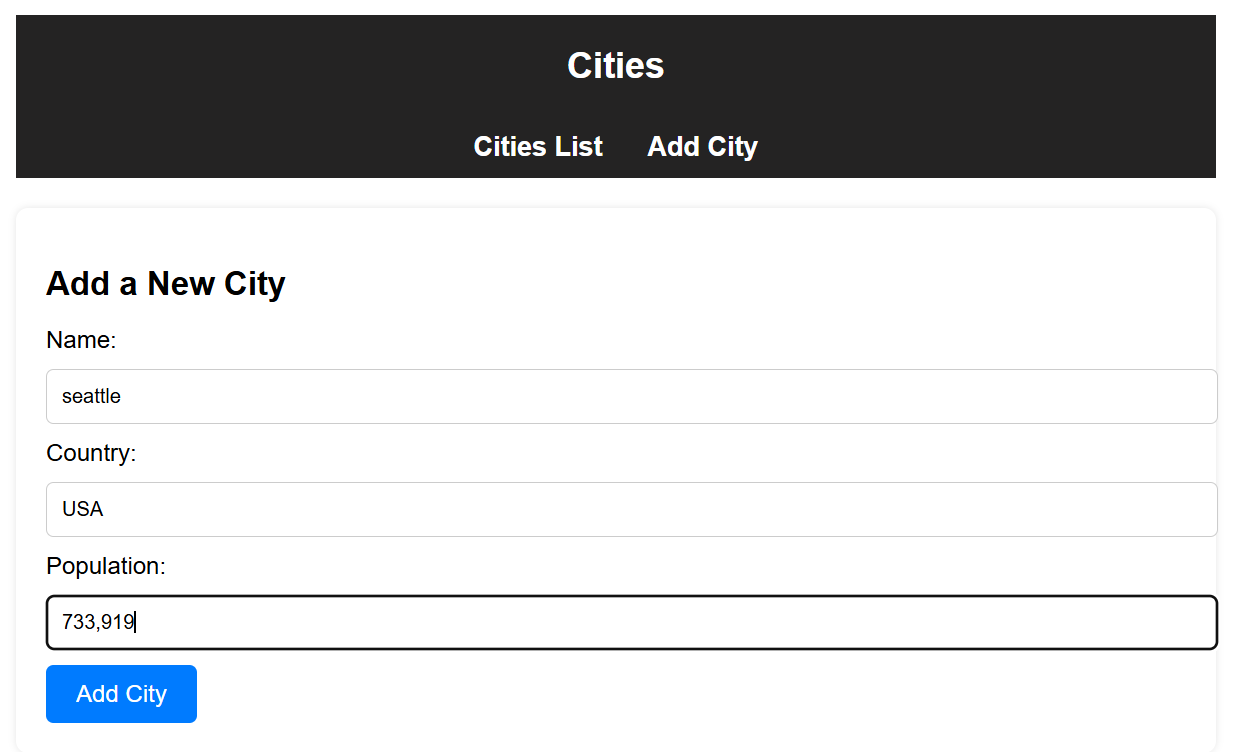 Cities
Cities List Add City
Add a New City
Name:
seattle
Country:
USA
Population:
733,919
Add City